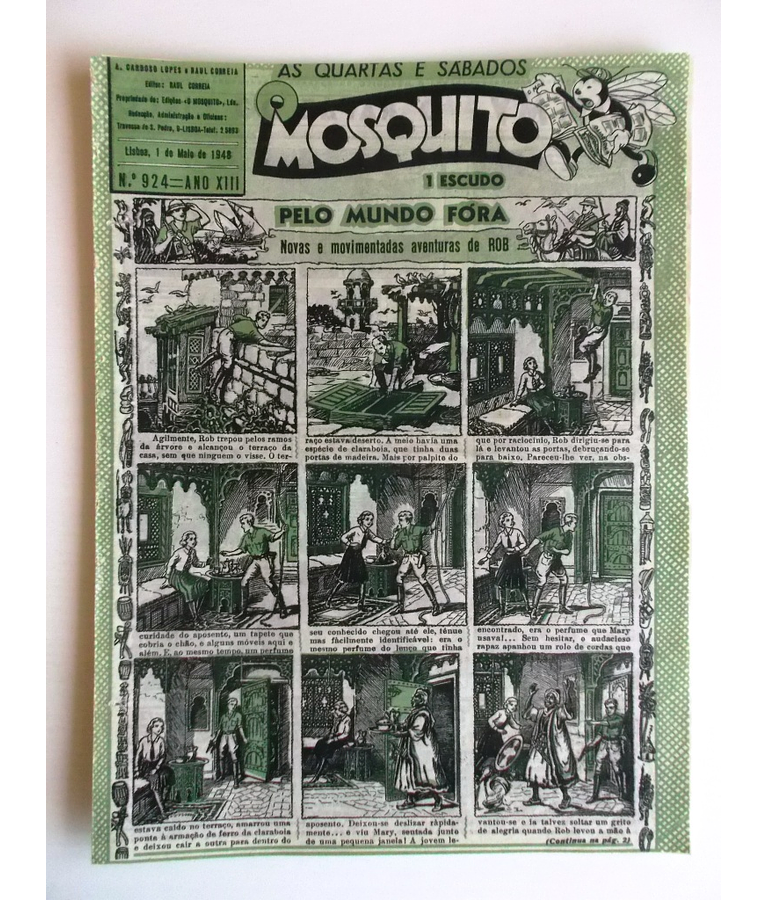 A. CARDOSO LOPES e RAUL CORREIA
Editor: RAUL CORREIA
Propriedade de: Edições «O MOSQUITO», Lda.
Redacção, Administração e Oficinas:
Travessa de S. Pedro, 9-LISBOA-Telef. 2 5693
Lisboa, 1 de Maio de 1948
N.º 924=ANO XIII
ÀS QUARTAS E SÁBADOS
O MOSQUITO
1 ESCUDO
PELO MUNDO FÓRA
Novas e movimentadas aventuras de ROB
Agilmente, Rob trepou pelos ramos
da árvore e alcançou o terraço da
casa, sem que ninguem o visse. O ter-
raço estava deserto. A meio havia uma
espécie de claraboia, que tinha duas
portas de madeira. Mais por palpite do
que por raciocínio, Rob dirigiu-se para
lá e levantou as portas, debruçando-se
para baixo. Pareceu-lhe ver, na obs-
curidade do aposento, um tapete que
cobria o chão, e alguns móveis aqui e
além. E, ao mesmo tempo, um perfume
seu conhecido chegou até ele, ténue
mas fàcilmente identificável: era o
mesmo perfume do lenço que tinha
encontrado, era o perfume que Mary
usava!... Sem hesitar, o audacioso
rapaz apanhou um rolo de cordas que
estava caído no terraço, amarrou uma
ponta à armação de ferro da claraboia
e deixou cair a outra para dentro do
aposento. Deixou-se deslizar ràpida-
mente... e viu Mary, sentada junto
de uma pequena janela! A jovem le-
vantou-se e ia talvez soltar um grito
de alegria quando Rob levou a mão à
(Continua na pág. 2)